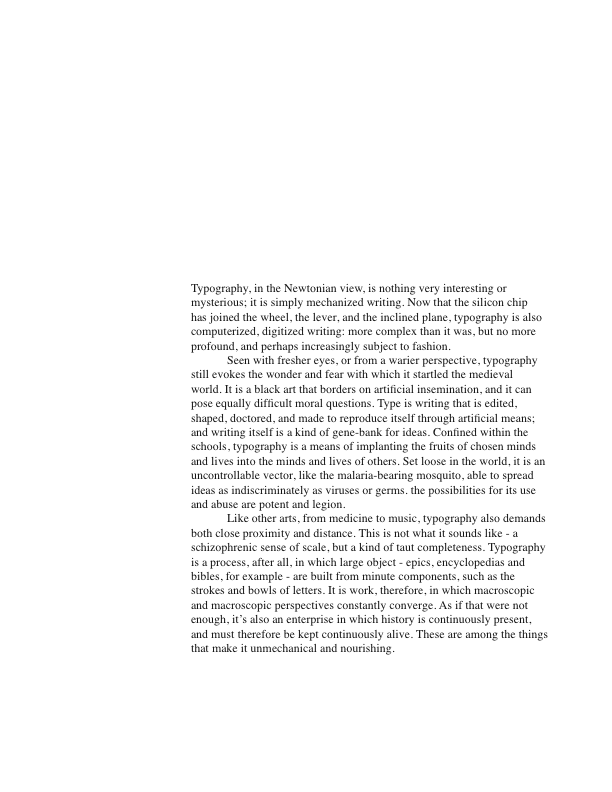 Typography, in the Newtonian view, is nothing very interesting or
mysterious; it is simply mechanized writing. Now that the silicon chip
has joined the wheel, the lever, and the inclined plane, typography is also
computerized, digitized writing: more complex than it was, but no more
profound, and perhaps increasingly subject to fashion.
Seen with fresher eyes, or from a warier perspective, typography
still evokes the wonder and fear with which it startled the medieval
world. It is a black art that borders on artificial insemination, and it can
pose equally difficult moral questions. Type is writing that is edited,
shaped, doctored, and made to reproduce itself through artificial means;
and writing itself is a kind of gene-bank for ideas. Confined within the
schools, typography is a means of implanting the fruits of chosen minds
and lives into the minds and lives of others. Set loose in the world, it is an
uncontrollable vector, like the malaria-bearing mosquito, able to spread
ideas as indiscriminately as viruses or germs. the possibilities for its use
and abuse are potent and legion.
Like other arts, from medicine to music, typography also demands
both close proximity and distance. This is not what it sounds like - a
schizophrenic sense of scale, but a kind of taut completeness. Typography
is a process, after all, in which large object - epics, encyclopedias and
bibles, for example - are built from minute components, such as the
strokes and bowls of letters. It is work, therefore, in which macroscopic
and macroscopic perspectives constantly converge. As if that were not
enough, it's also an enterprise in which history is continuously present,
and must therefore be kept continuously alive. These are among the things
that make it unmechanical and nourishing.